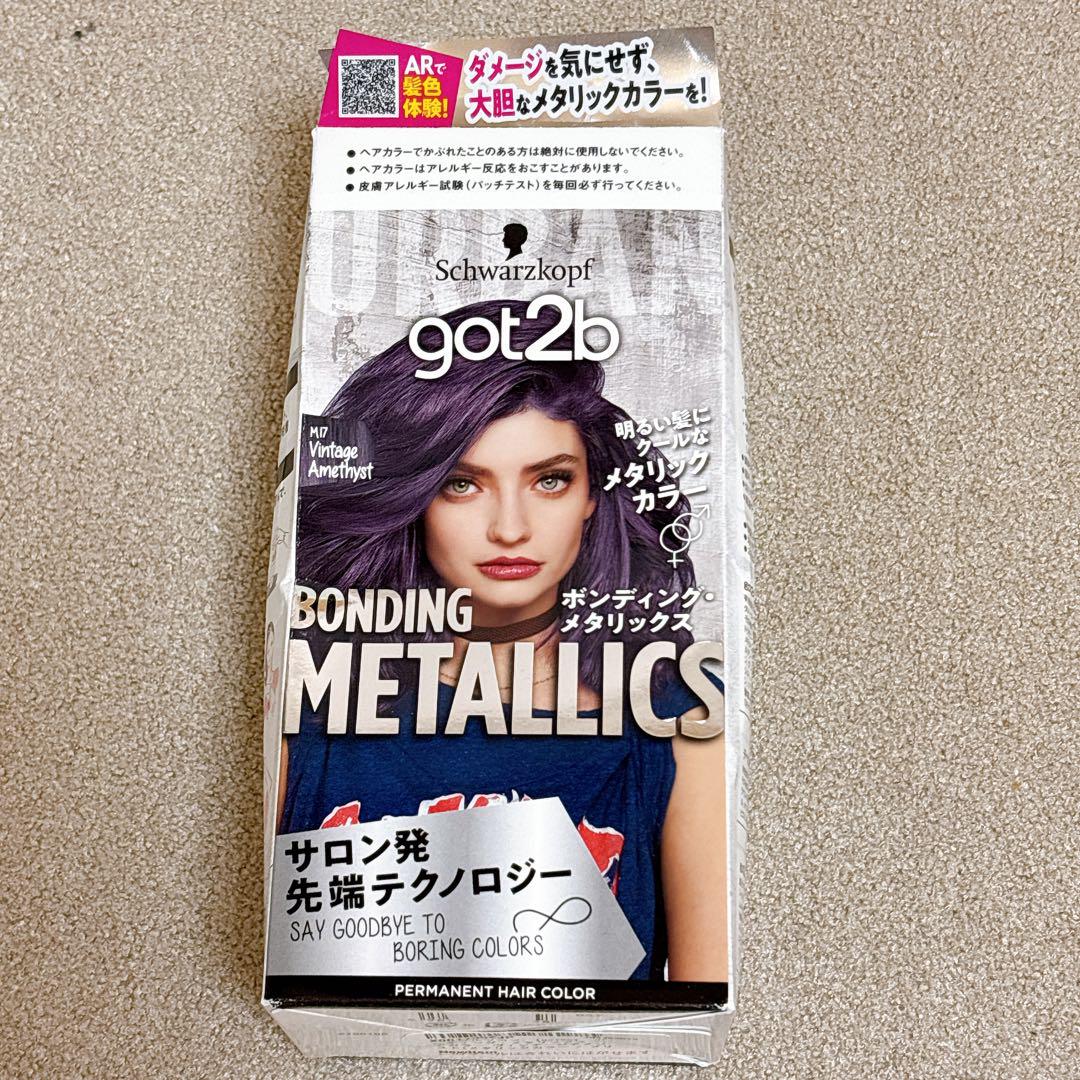 ARで
髪色
体験!
ダメージを気にせず、
大胆なメタリックカラーを!
● ヘアカラーでかぶれたことのある方は絶対に使用しないでください。
● ヘアカラーはアレルギー反応をおこすことがあります。
● 皮膚アレルギー試験(パッチテスト)を毎回必ず行ってください。
URBAN
Schwarzkopf
got2b
M17
Vintage
Amethyst
明るい髪に
クールな
メタリック
カラー
BONDING
METALLICS
ボンディング・
メタリックス
サロン発
先端テクノロジー
SAY GOODBYE TO
BORING COLORS
PERMANENT HAIR COLOR